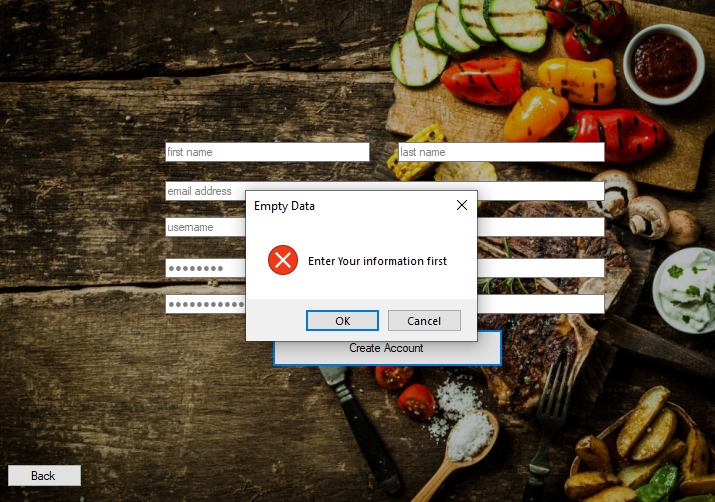 first name
last name
email address
Empty Data
username
Enter Your information first
OK
Cancel
Create Account
Back